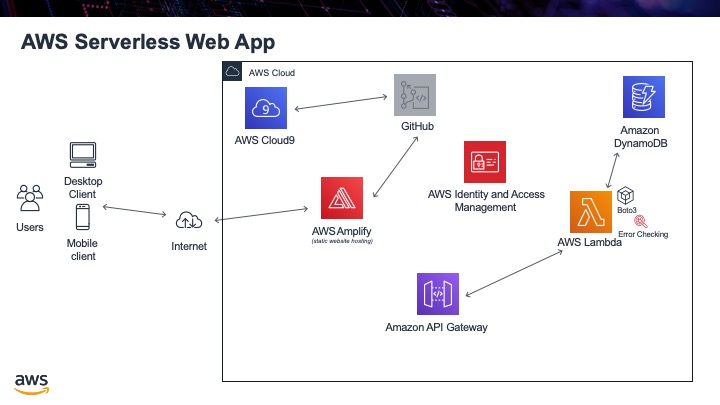 AWS Serverless Web App
AWS Cloud
9
AWS Cloud9
GitHub
Amazon
DynamoDB
Desktop
Client
AWS Identity and Access
Management
Boto3
Users
AWS Amplify
(static website hosting)
Error Checking
Internet
AWS Lambda
Mobile
client
Amazon API Gateway
aws